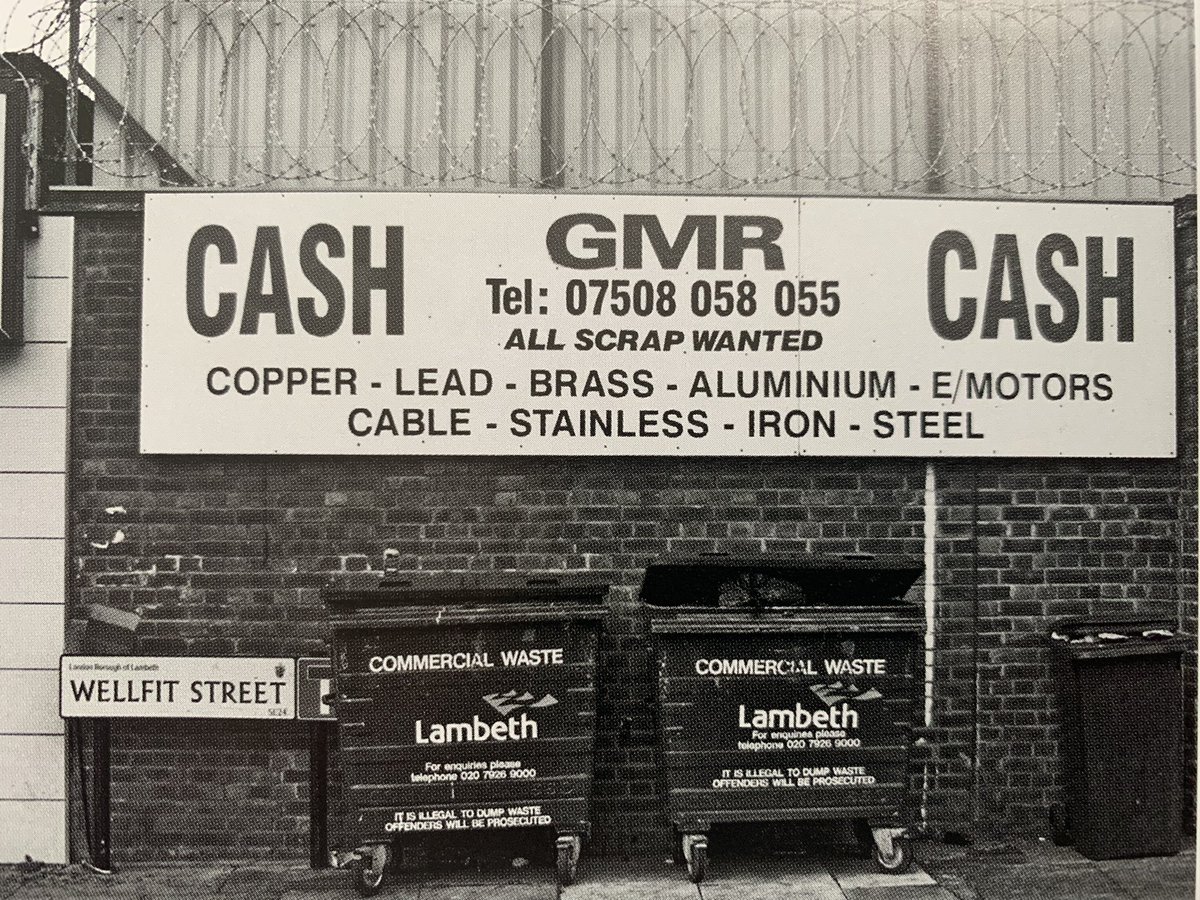 CASH GMR CASH
Tel: 07508 058 055
ALL SCRAP WANTED
COPPER - LEAD - BRASS - ALUMINIUM - E/MOTORS
CABLE - STAINLESS - IRON - STEEL
London Borough of Lambeth
WELLFIT STREET
SE24
COMMERCIAL WASTE
Lambeth
For enquiries please
telephone 020 7926 9000
IT IS ILLEGAL TO DUMP WASTE
OFFENDERS WILL BE PROSECUTED
COMMERCIAL WASTE
Lambeth
For enquiries please
telephone 020 7926 9000
IT IS ILLEGAL TO DUMP WASTE
OFFENDERS WILL BE PROSECUTED